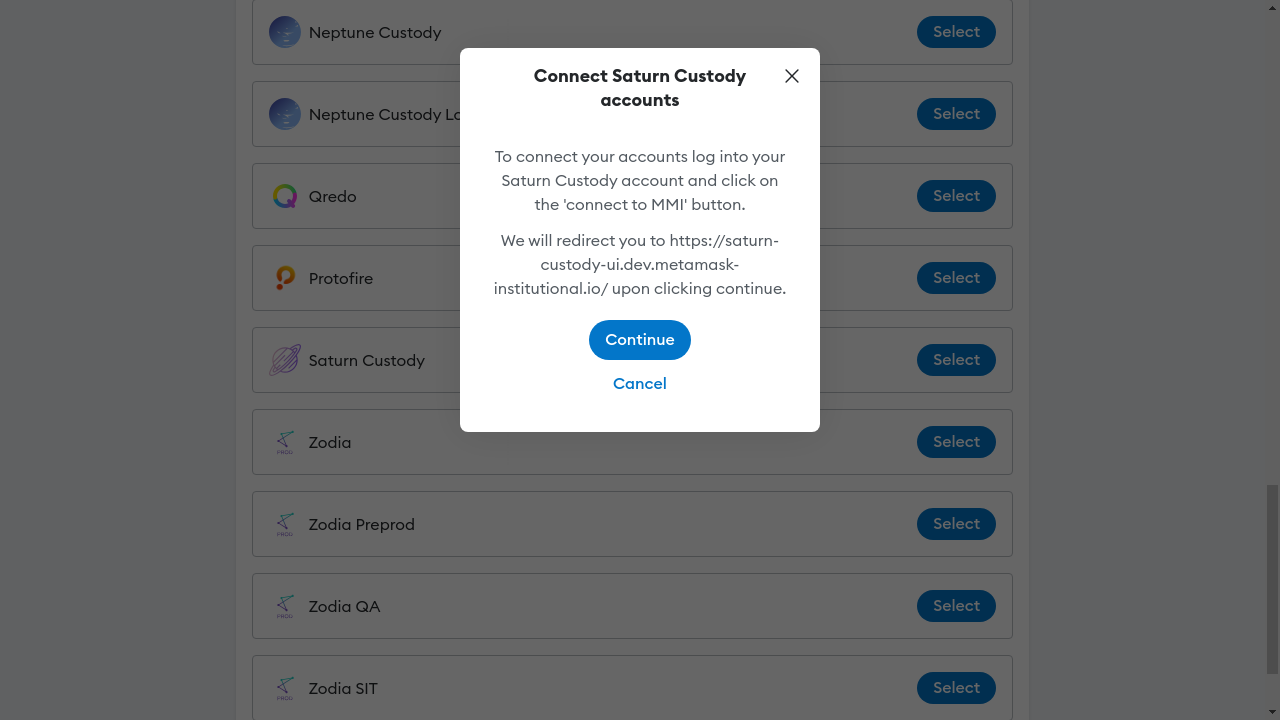 Neptune Custody
Select
Connect Saturn Custody
accounts
Neptune Custody Lo
Select
To connect your accounts log into your
Saturn Custody account and click on
the 'connect to MMI' button.
Qredo
Select
We will redirect you to https://saturn-
custody-ui.dev.metamask-
institutional.io/ upon clicking continue.
Protofire
Select
Continue
Saturn Custody
Select
Cancel
Zodia
Select
Zodia Preprod
Select
Zodia QA
Select
Zodia SIT
Select